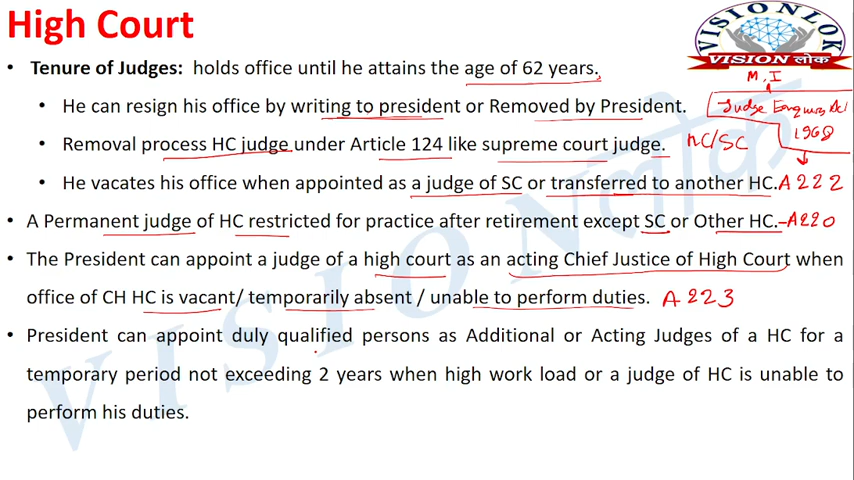 High Court
VISIONLOK
VISION लोक
• Tenure of Judges: holds office until he attains the age of 62 years.
M, I
• He can resign his office by writing to president or Removed by President.
Judge Enquiry Act
1968
• Removal process HC judge under Article 124 like supreme court judge.
HC/SC
• He vacates his office when appointed as a judge of SC or transferred to another HC. A 222
• A Permanent judge of HC restricted for practice after retirement except SC or Other HC. -A220
• The President can appoint a judge of a high court as an acting Chief Justice of High Court when
office of CH HC is vacant/ temporarily absent / unable to perform duties. A 223
• President can appoint duly qualified persons as Additional or Acting Judges of a HC for a
temporary period not exceeding 2 years when high work load or a judge of HC is unable to
perform his duties.
VISION लोक